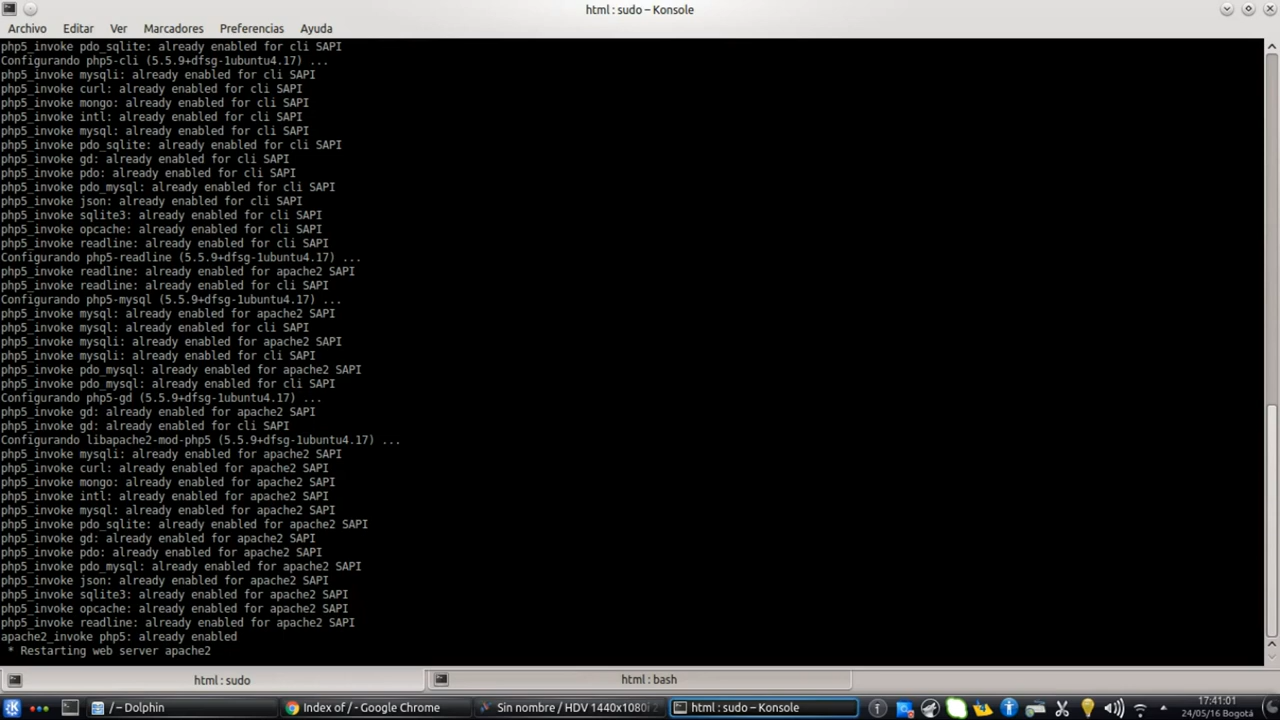 html : sudo – Konsole
Archivo Editar Ver Marcadores Preferencias Ayuda
php5_invoke pdo_sqlite: already enabled for cli SAPI
Configurando php5-cli (5.5.9+dfsg-1ubuntu4.17) ...
php5_invoke mysqli: already enabled for cli SAPI
php5_invoke curl: already enabled for cli SAPI
php5_invoke mongo: already enabled for cli SAPI
php5_invoke intl: already enabled for cli SAPI
php5_invoke mysql: already enabled for cli SAPI
php5_invoke pdo_sqlite: already enabled for cli SAPI
php5_invoke gd: already enabled for cli SAPI
php5_invoke pdo: already enabled for cli SAPI
php5_invoke pdo_mysql: already enabled for cli SAPI
php5_invoke json: already enabled for cli SAPI
php5_invoke sqlite3: already enabled for cli SAPI
php5_invoke opcache: already enabled for cli SAPI
php5_invoke readline: already enabled for cli SAPI
Configurando php5-readline (5.5.9+dfsg-1ubuntu4.17) ...
php5_invoke readline: already enabled for apache2 SAPI
php5_invoke readline: already enabled for cli SAPI
Configurando php5-mysql (5.5.9+dfsg-1ubuntu4.17) ...
php5_invoke mysql: already enabled for apache2 SAPI
php5_invoke mysql: already enabled for cli SAPI
php5_invoke mysqli: already enabled for apache2 SAPI
php5_invoke mysqli: already enabled for cli SAPI
php5_invoke pdo_mysql: already enabled for apache2 SAPI
php5_invoke pdo_mysql: already enabled for cli SAPI
Configurando php5-gd (5.5.9+dfsg-1ubuntu4.17) ...
php5_invoke gd: already enabled for apache2 SAPI
php5_invoke gd: already enabled for cli SAPI
Configurando libapache2-mod-php5 (5.5.9+dfsg-1ubuntu4.17) ...
php5_invoke mysqli: already enabled for apache2 SAPI
php5_invoke curl: already enabled for apache2 SAPI
php5_invoke mongo: already enabled for apache2 SAPI
php5_invoke intl: already enabled for apache2 SAPI
php5_invoke mysql: already enabled for apache2 SAPI
php5_invoke pdo_sqlite: already enabled for apache2 SAPI
php5_invoke gd: already enabled for apache2 SAPI
php5_invoke pdo: already enabled for apache2 SAPI
php5_invoke pdo_mysql: already enabled for apache2 SAPI
php5_invoke json: already enabled for apache2 SAPI
php5_invoke sqlite3: already enabled for apache2 SAPI
php5_invoke opcache: already enabled for apache2 SAPI
php5_invoke readline: already enabled for apache2 SAPI
apache2_invoke php5: already enabled
* Restarting web server apache2
html : sudo html : bash
/ – Dolphin Index of / - Google Chrome Sin nombre / HDV 1440x1080i 2 html : sudo – Konsole 17:41:01
24/05/16 Bogotá